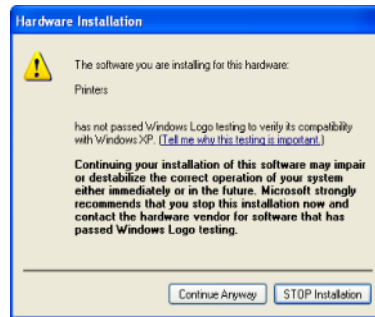 Hardware Installation
The software you are installing for this hardware:
Printers
has not passed Windows Logo testing to verify its compatibility
with Windows XP. (Tell me why this testing is important.)
Continuing your installation of this software may impair
or destabilize the correct operation of your system
either immediately or in the future. Microsoft strongly
recommends that you stop this installation now and
contact the hardware vendor for software that has
passed Windows Logo testing.
Continue Anyway STOP Installation